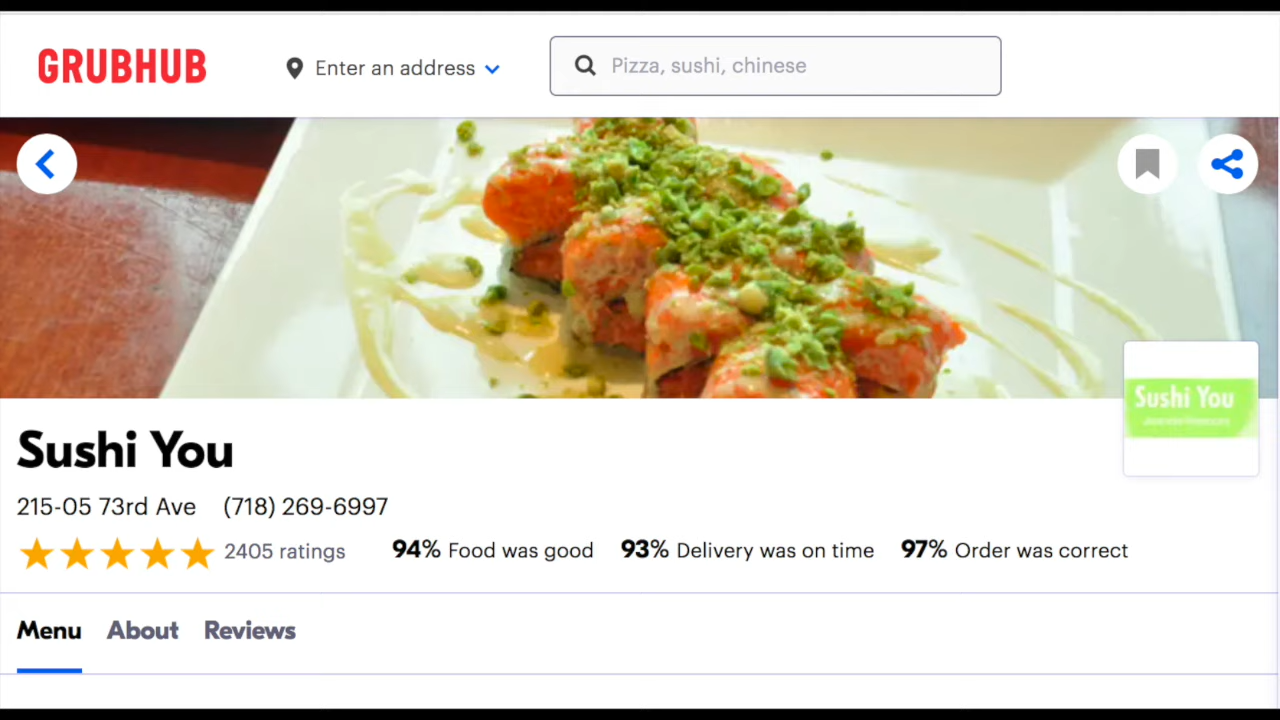 GRUBHUB
Enter an address
Pizza, sushi, chinese
Sushi You
Sushi You
215-05 73rd Ave (718) 269-6997
2405 ratings 94% Food was good 93% Delivery was on time 97% Order was correct
Menu About Reviews